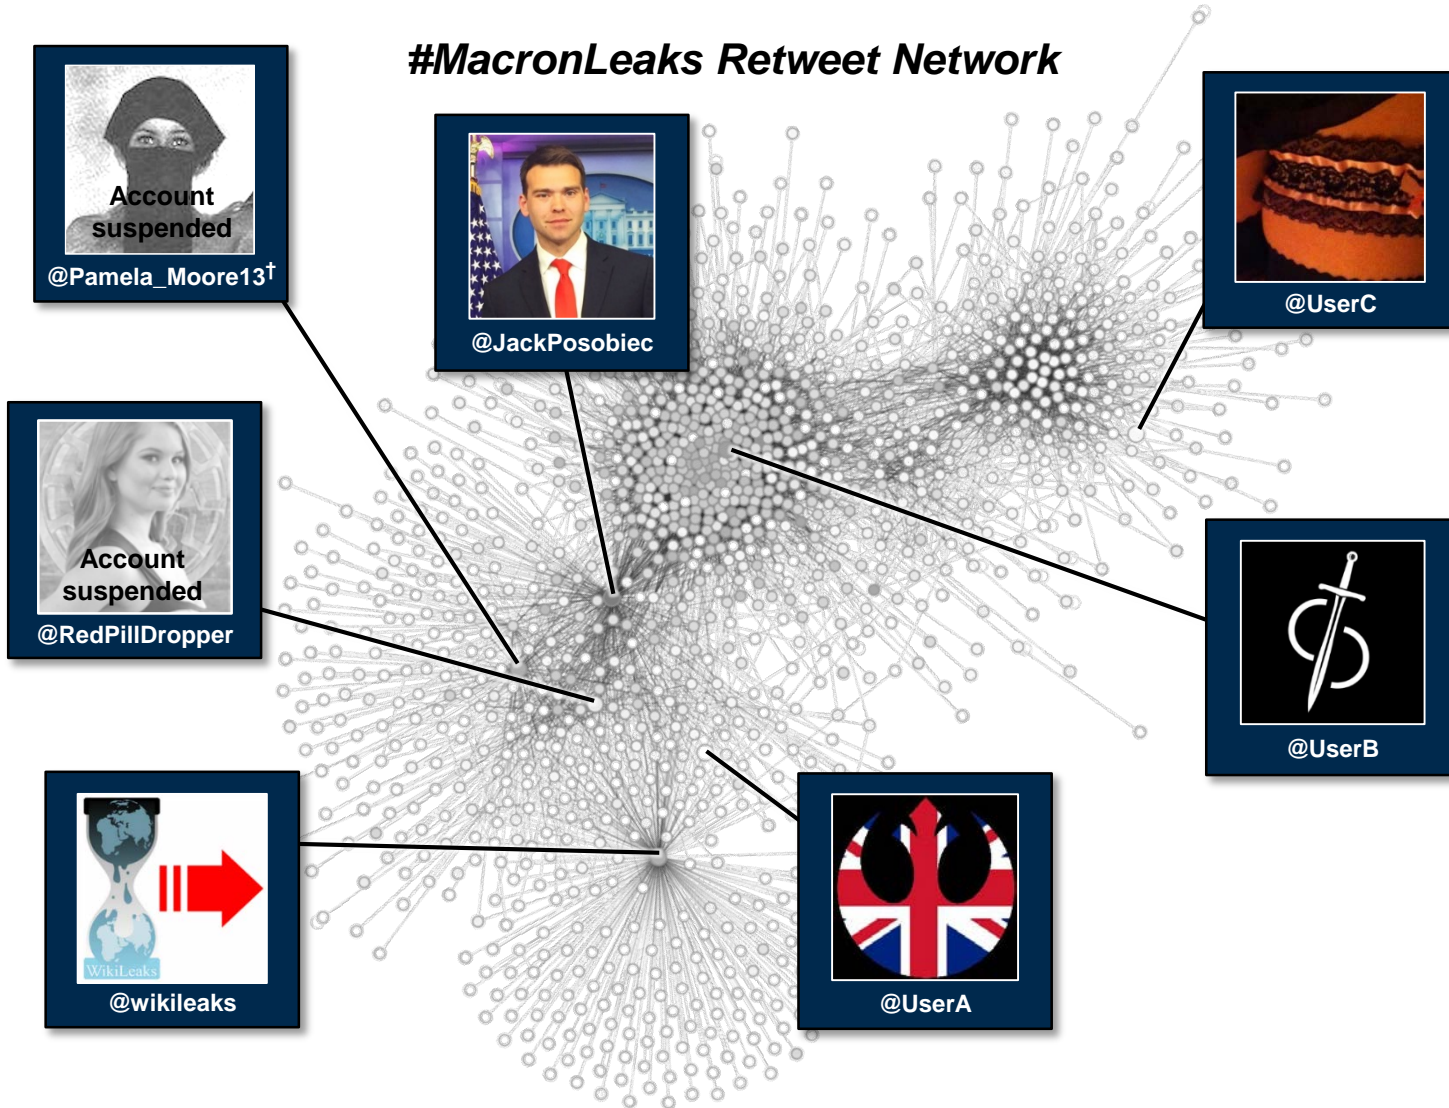 #MacronLeaks Retweet Network
Account
suspended
@Pamela_Moore13†
@JackPosobiec
@UserC
Account
suspended
@RedPillDropper
@UserB
WikiLeaks
@wikileaks
@UserA